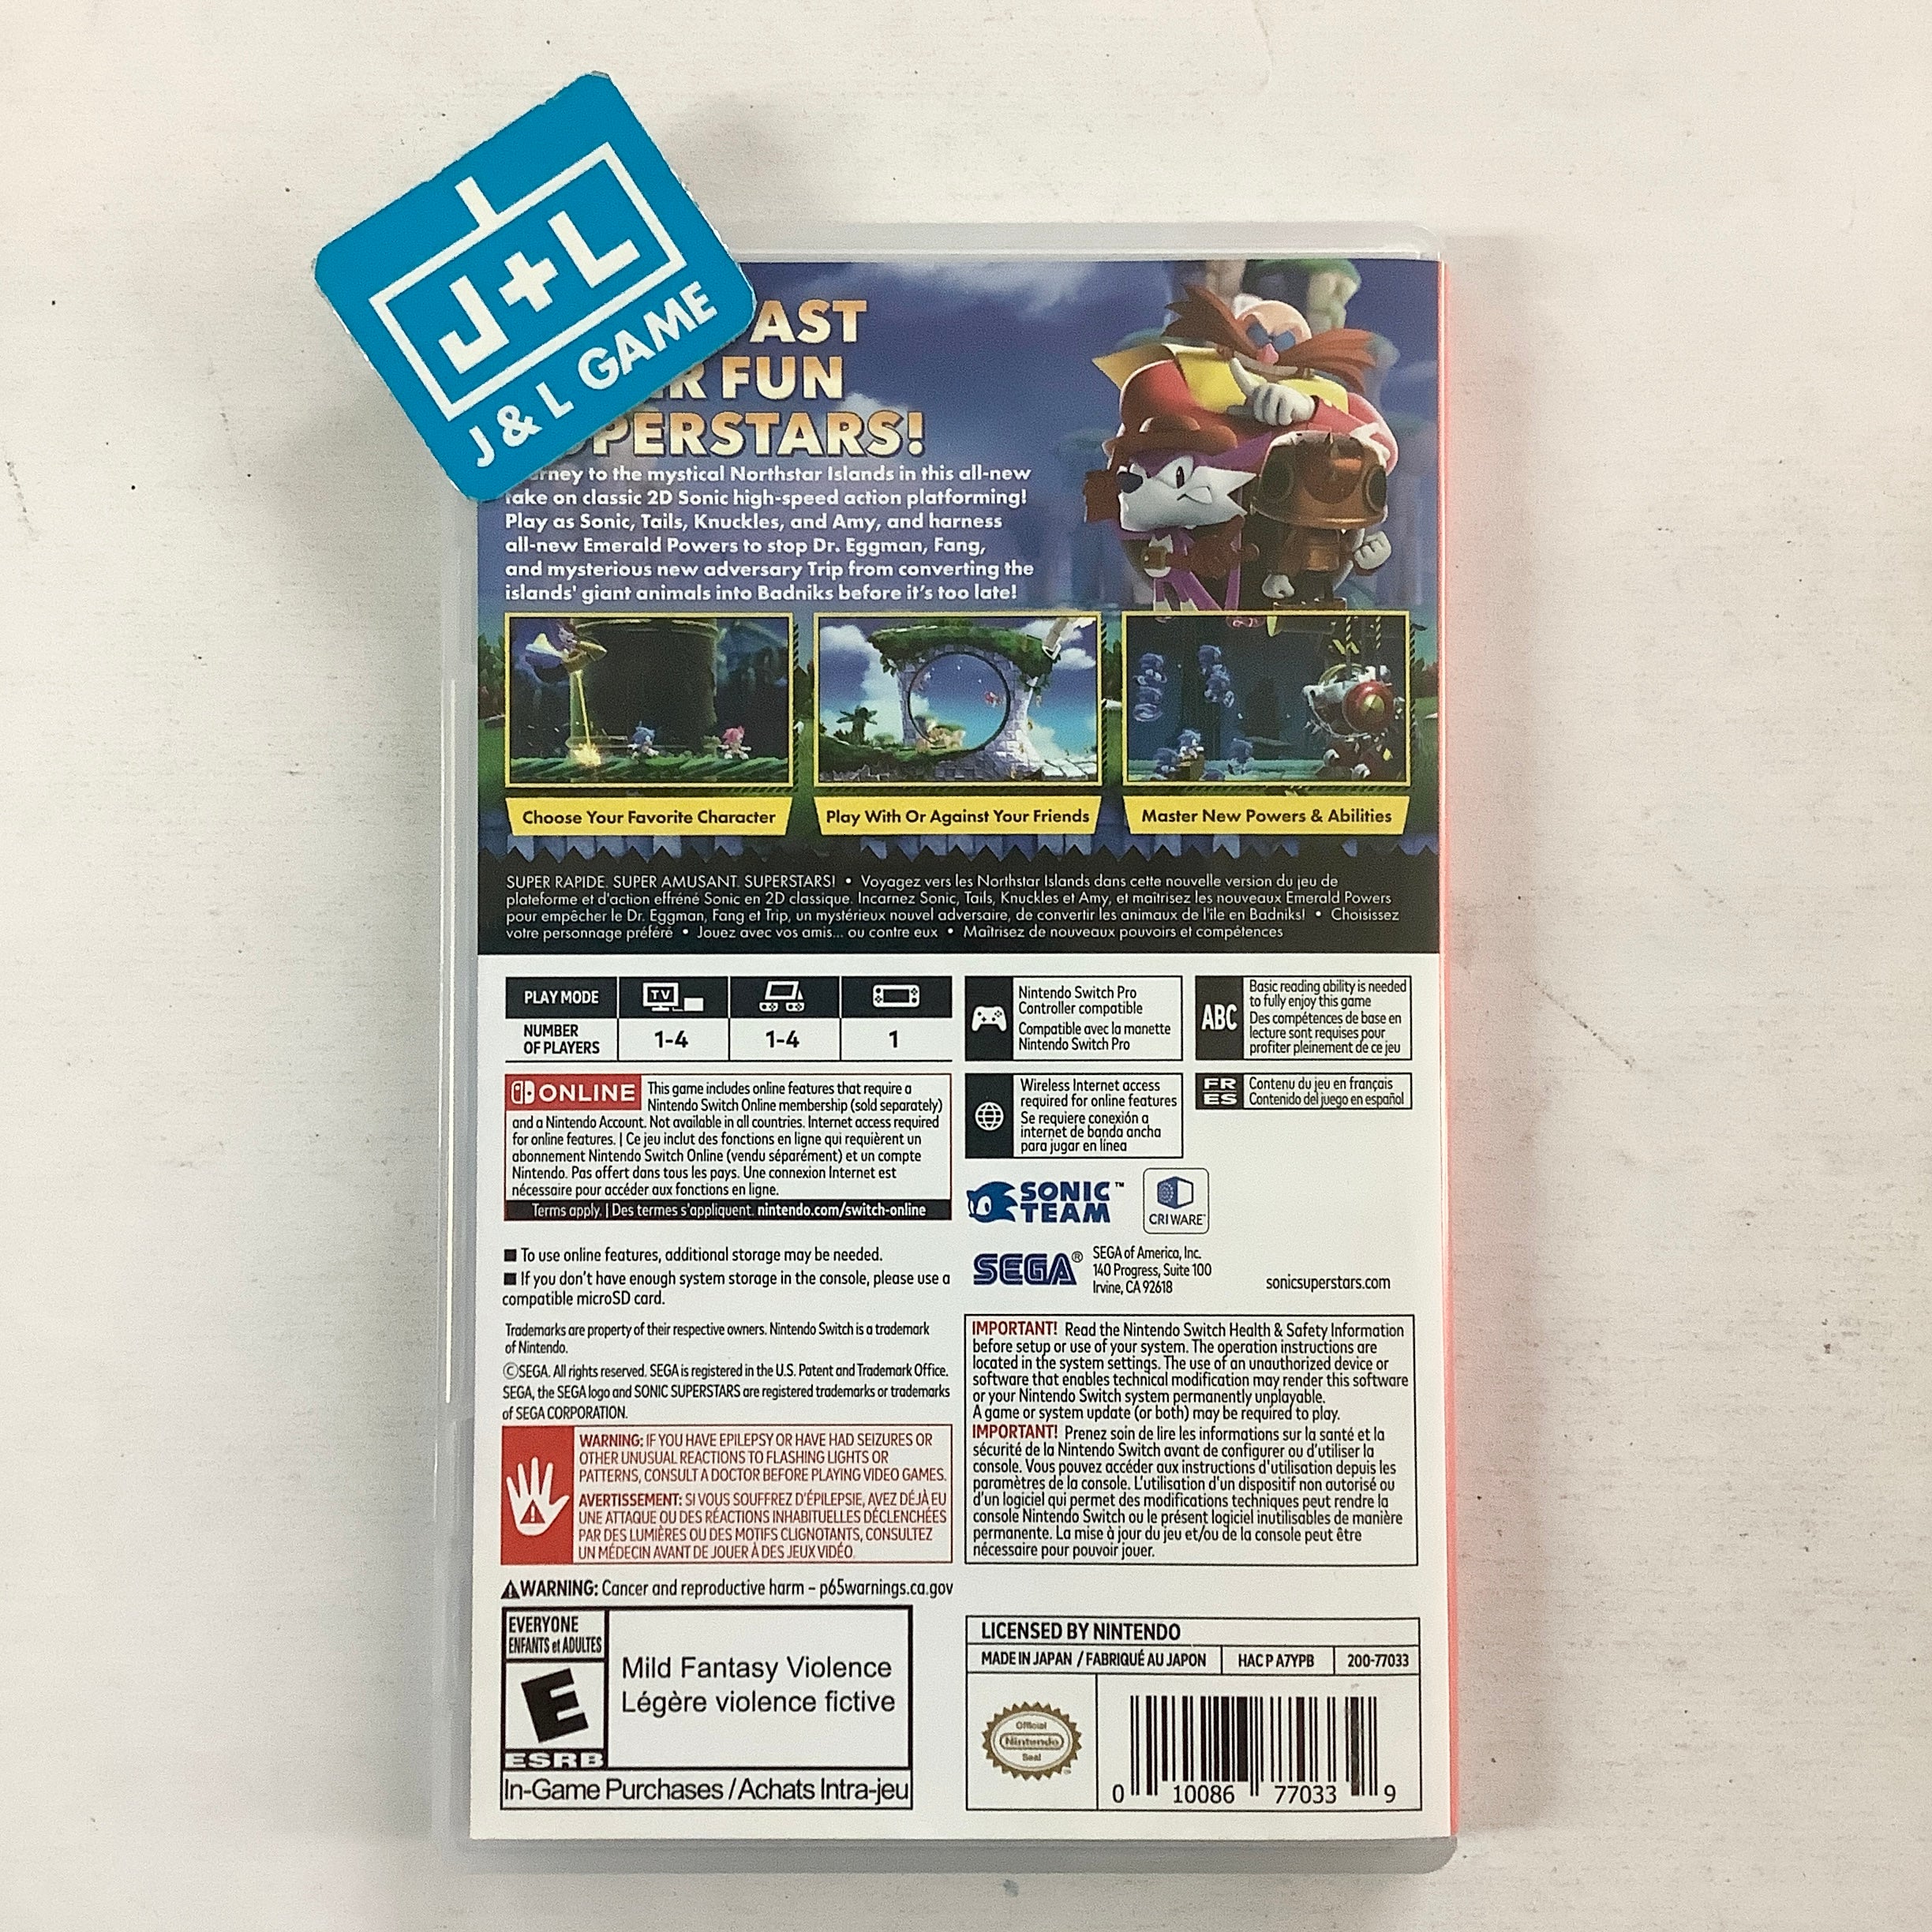 J+L
J & L GAME
FUN
journey to the mystical Northstar Islands in this all-new
take on classic 2D Sonic high-speed action platforming!
Play as Sonic, Tails, Knuckles, and Amy, and harness
all-new Emerald Powers to stop Dr. Eggman, Fang,
and mysterious new adversary Trip from converting the
islands' giant animals into Badniks before it's too late!
Choose Your Favorite Character
Play With Or Against Your Friends
Master New Powers & Abilities
SUPER RAPIDE. SUPER AMUSANT. SUPERSTARS! • Voyagez vers les Northstar Islands dans cette nouvelle version du jeu de
plateforme et d'action effréné Sonic en 2D classique. Incarnez Sonic, Tails, Knuckles et Amy, et maîtrisez les nouveaux Emerald Powers
pour empêcher le Dr. Eggman, Fang et Trip, un mystérieux nouvel adversaire, de convertir les animaux de l'île en Badniks! • Choisissez
votre personnage préféré • Jouez avec vos amis... ou contre eux • Maîtrisez de nouveaux pouvoirs et compétences
PLAY MODE
TV
NUMBER
OF PLAYERS
1-4
1-4
1
Nintendo Switch Pro
Controller compatible
Compatible avec la manette
Nintendo Switch Pro
ABC
Basic reading ability is needed
to fully enjoy this game
Des compétences de base en
lecture sont requises pour
profiter pleinement de ce jeu
ONLINE
This game includes online features that require a
Nintendo Switch Online membership (sold separately)
and a Nintendo Account. Not available in all countries. Internet access required
for online features. | Ce jeu inclut des fonctions en ligne qui requièrent un
abonnement Nintendo Switch Online (vendu séparément) et un compte
Nintendo. Pas offert dans tous les pays. Une connexion Internet est
nécessaire pour accéder aux fonctions en ligne.
Terms apply. | Des termes s'appliquent. nintendo.com/switch-online
Wireless Internet access
required for online features
Se requiere conexión a
internet de banda ancha
para jugar en línea
FR
ES
Contenu du jeu en français
Contenido del juego en español
SONIC
TEAM™
CRIWARE
■ To use online features, additional storage may be needed.
■ If you don't have enough system storage in the console, please use a
compatible microSD card.
SEGA®
SEGA of America, Inc.
140 Progress, Suite 100
Irvine, CA 92618
sonicsuperstars.com
Trademarks are property of their respective owners. Nintendo Switch is a trademark
of Nintendo.
©SEGA. All rights reserved. SEGA is registered in the U.S. Patent and Trademark Office.
SEGA, the SEGA logo and SONIC SUPERSTARS are registered trademarks or trademarks
of SEGA CORPORATION.
IMPORTANT! Read the Nintendo Switch Health & Safety Information
before setup or use of your system. The operation instructions are
located in the system settings. The use of an unauthorized device or
software that enables technical modification may render this software
or your Nintendo Switch system permanently unplayable.
A game or system update (or both) may be required to play.
IMPORTANT! Prenez soin de lire les informations sur la santé et la
sécurité de la Nintendo Switch avant de configurer ou d'utiliser la
console. Vous pouvez accéder aux instructions d'utilisation depuis les
paramètres de la console. L'utilisation d'un dispositif non autorisé ou
d'un logiciel qui permet des modifications techniques peut rendre la
console Nintendo Switch ou le présent logiciel inutilisables de manière
permanente. La mise à jour du jeu et/ou de la console peut être
nécessaire pour pouvoir jouer.
WARNING: IF YOU HAVE EPILEPSY OR HAVE HAD SEIZURES OR
OTHER UNUSUAL REACTIONS TO FLASHING LIGHTS OR
PATTERNS, CONSULT A DOCTOR BEFORE PLAYING VIDEO GAMES.
AVERTISSEMENT: SI VOUS SOUFFREZ D'ÉPILEPSIE, AVEZ DÉJÀ EU
UNE ATTAQUE OU DES RÉACTIONS INHABITUELLES DÉCLENCHÉES
PAR DES LUMIÈRES OU DES MOTIFS CLIGNOTANTS, CONSULTEZ
UN MÉDECIN AVANT DE JOUER À DES JEUX VIDÉO.
WARNING: Cancer and reproductive harm – p65warnings.ca.gov
EVERYONE
ENFANTS et ADULTES
E
ESRB
Mild Fantasy Violence
Légère violence fictive
In-Game Purchases / Achats Intra-jeu
LICENSED BY NINTENDO
MADE IN JAPAN / FABRIQUÉ AU JAPON
HAC P A7YPB
200-77033
Official
Nintendo
Seal
0 10086 77033 9